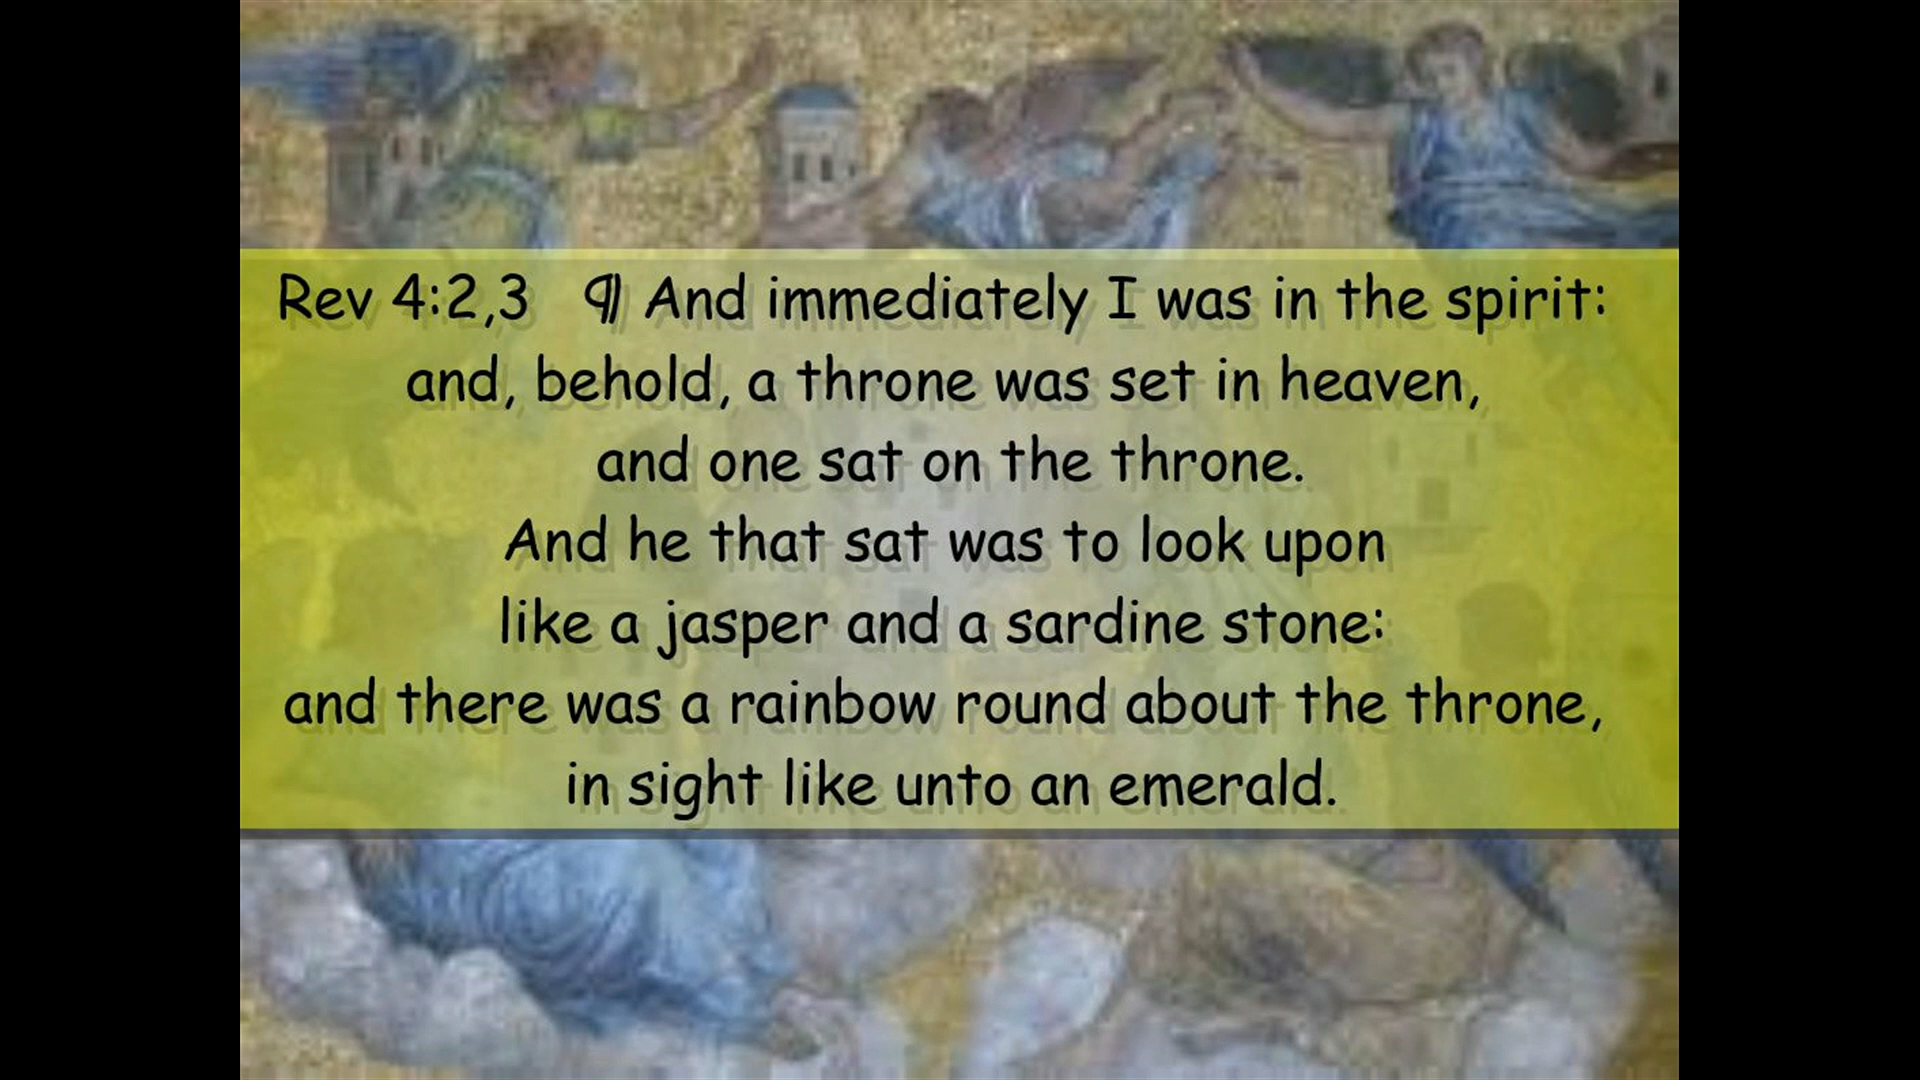 Rev 4:2,3 ¶ And immediately I was in the spirit:
and, behold, a throne was set in heaven,
and one sat on the throne.
And he that sat was to look upon
like a jasper and a sardine stone:
and there was a rainbow round about the throne,
in sight like unto an emerald.